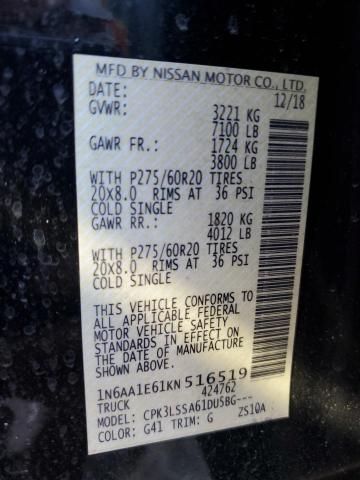 MFD BY NISSAN MOTOR CO., LTD.
DATE: 12/18
GVWR: 3221 KG
7100 LB
GAWR FR.: 1724 KG
3800 LB
WITH P275/60R20 TIRES
20X8.0 RIMS AT 36 PSI
COLD SINGLE
GAWR RR.: 1820 KG
4012 LB
WITH P275/60R20 TIRES
20X8.0 RIMS AT 36 PSI
COLD SINGLE
THIS VEHICLE CONFORMS TO
ALL APPLICABLE FEDERAL
MOTOR VEHICLE SAFETY
STANDARDS IN EFFECT ON
THE DATE OF MANUFACTURE
SHOWN ABOVE.
1N6AA1E61KN516519
TRUCK 424762
MODEL: CPK3LSSA61DU5BG---
COLOR: G41 TRIM: G ZS10A